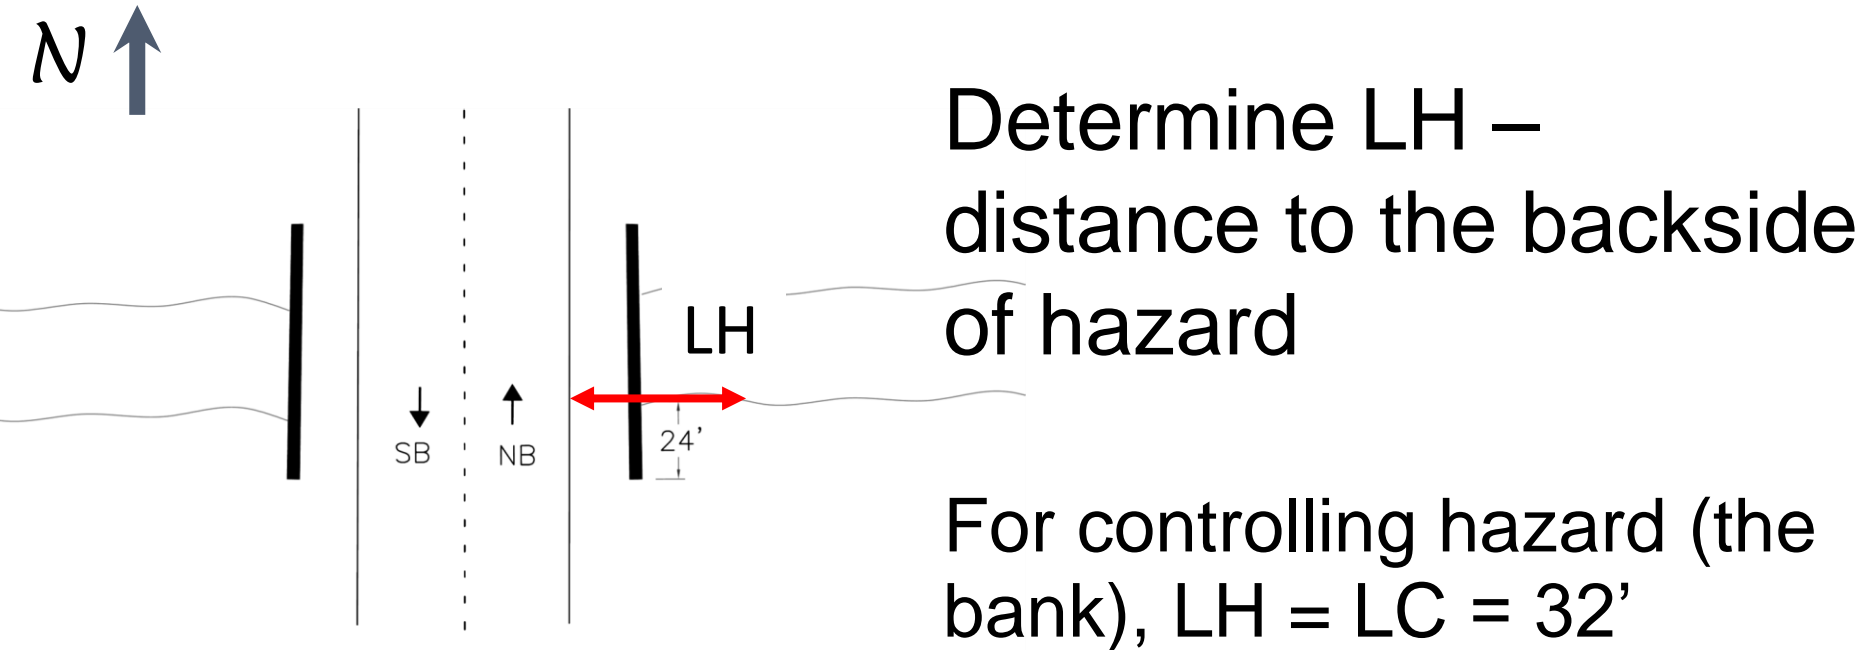 N
Determine LH –
distance to the backside
of hazard
LH
24’
SB
NB
For controlling hazard (the
bank), LH = LC = 32’